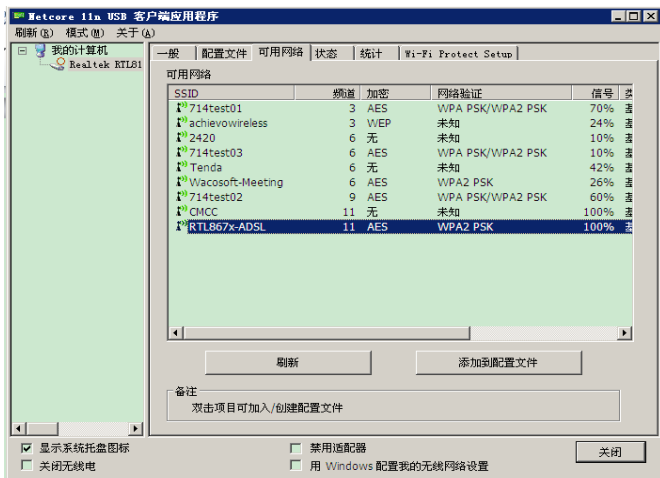 Netcore 11n USB 客户端应用程序
刷新(R) 模式(M) 关于(A)
我的计算机
Realtek RTL81
一般 配置文件 可用网络 状态 统计 Wi-Fi Protect Setup
可用网络
SSID 频道 加密 网络验证 信号
714test01 3 AES WPA PSK/WPA2 PSK 70% 基
achievowireless 3 WEP 未知 24% 基
2420 6 无 未知 10% 基
714test03 6 AES WPA PSK/WPA2 PSK 10% 基
Tenda 6 无 未知 42% 基
Wacosoft-Meeting 6 AES WPA2 PSK 26% 基
714test02 9 AES WPA PSK/WPA2 PSK 60% 基
CMCC 11 无 未知 100% 基
RTL867x-ADSL 11 AES WPA2 PSK 100% 基
刷新 添加到配置文件
备注
双击项目可加入/创建配置文件
显示系统托盘图标 禁用适配器 关闭
关闭无线电 用 Windows 配置我的无线网络设置